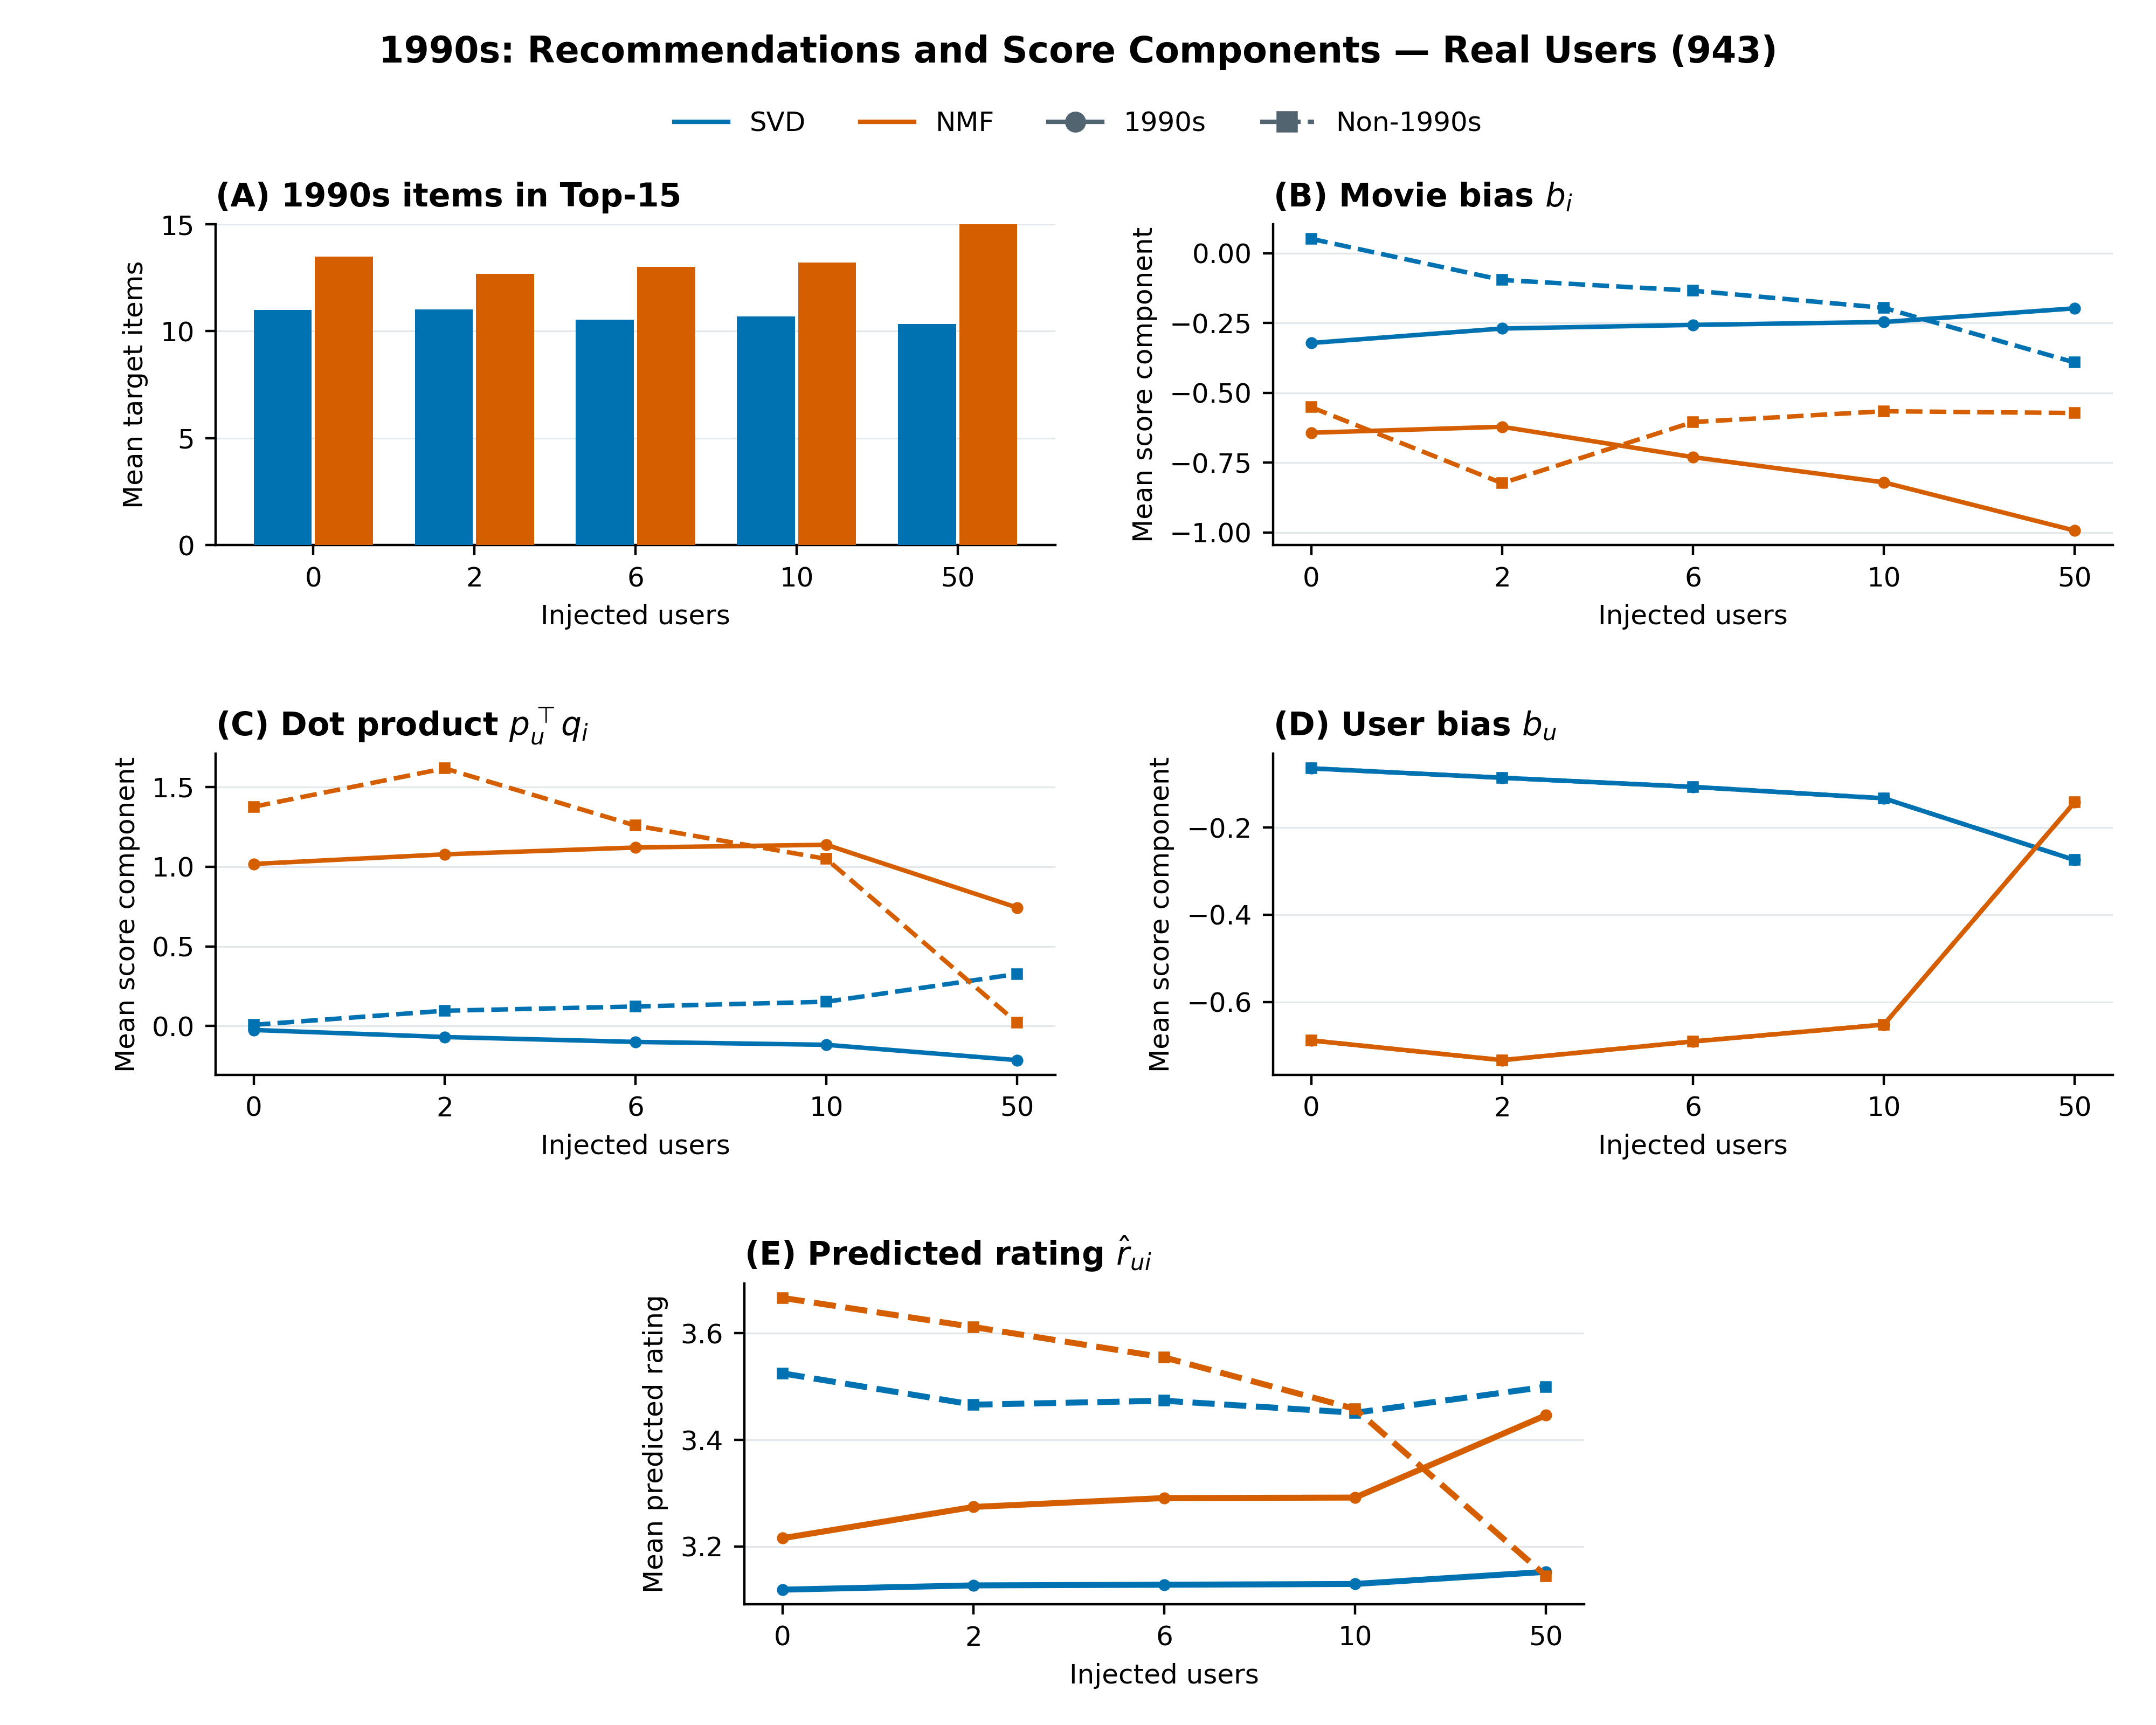 1990s: Recommendations and Score Components — Real Users (943)
SVD NMF 1990s Non-1990s
(A) 1990s items in Top-15
Mean target items
15
10
5
0
0 2 6 10 50
Injected users
(B) Movie bias b_i
Mean score component
0.00
−0.25
−0.50
−0.75
−1.00
0 2 6 10 50
Injected users
(C) Dot product p_u^⊤ q_i
Mean score component
1.5
1.0
0.5
0.0
0 2 6 10 50
Injected users
(D) User bias b_u
Mean score component
−0.2
−0.4
−0.6
0 2 6 10 50
Injected users
(E) Predicted rating r̂_ui
Mean predicted rating
3.6
3.4
3.2
0 2 6 10 50
Injected users